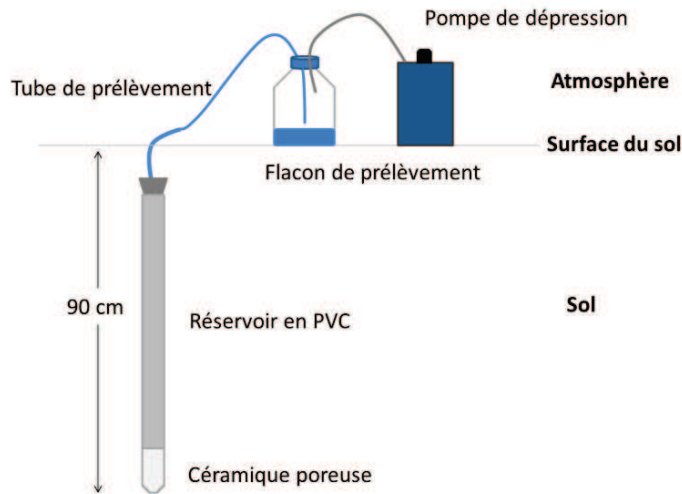 Pompe de dépression
Tube de prélèvement
Atmosphère
Surface du sol
Flacon de prélèvement
90 cm
Réservoir en PVC
Sol
Céramique poreuse